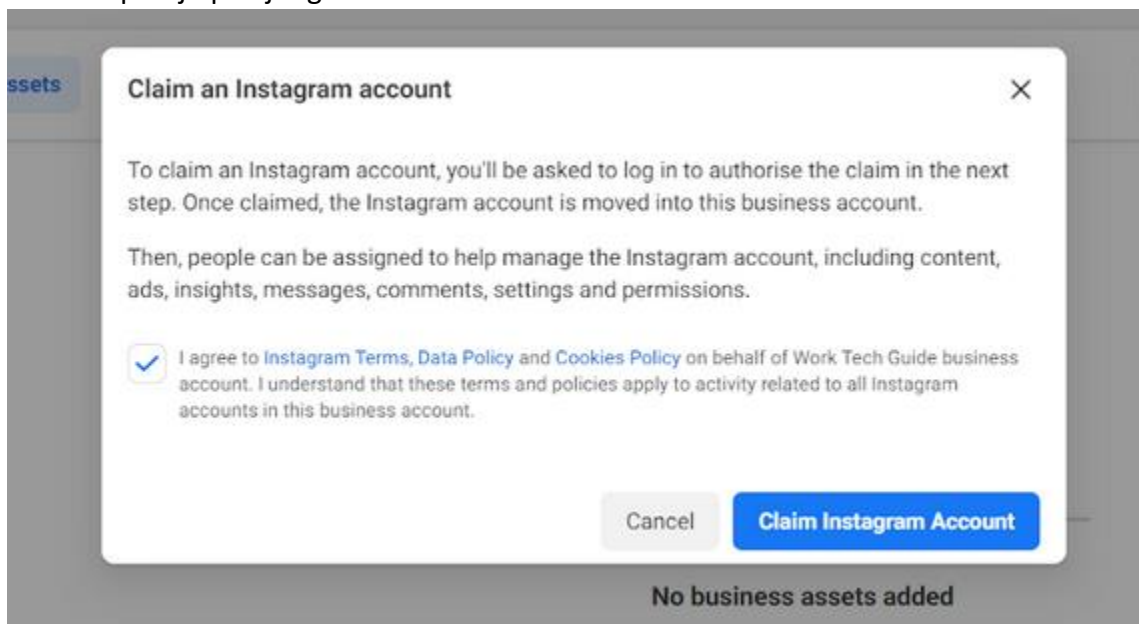 ssets
Claim an Instagram account
To claim an Instagram account, you'll be asked to log in to authorise the claim in the next
step. Once claimed, the Instagram account is moved into this business account.
Then, people can be assigned to help manage the Instagram account, including content,
ads, insights, messages, comments, settings and permissions.
I agree to Instagram Terms, Data Policy and Cookies Policy on behalf of Work Tech Guide business
account. I understand that these terms and policies apply to activity related to all Instagram
accounts in this business account.
Cancel
Claim Instagram Account
No business assets added